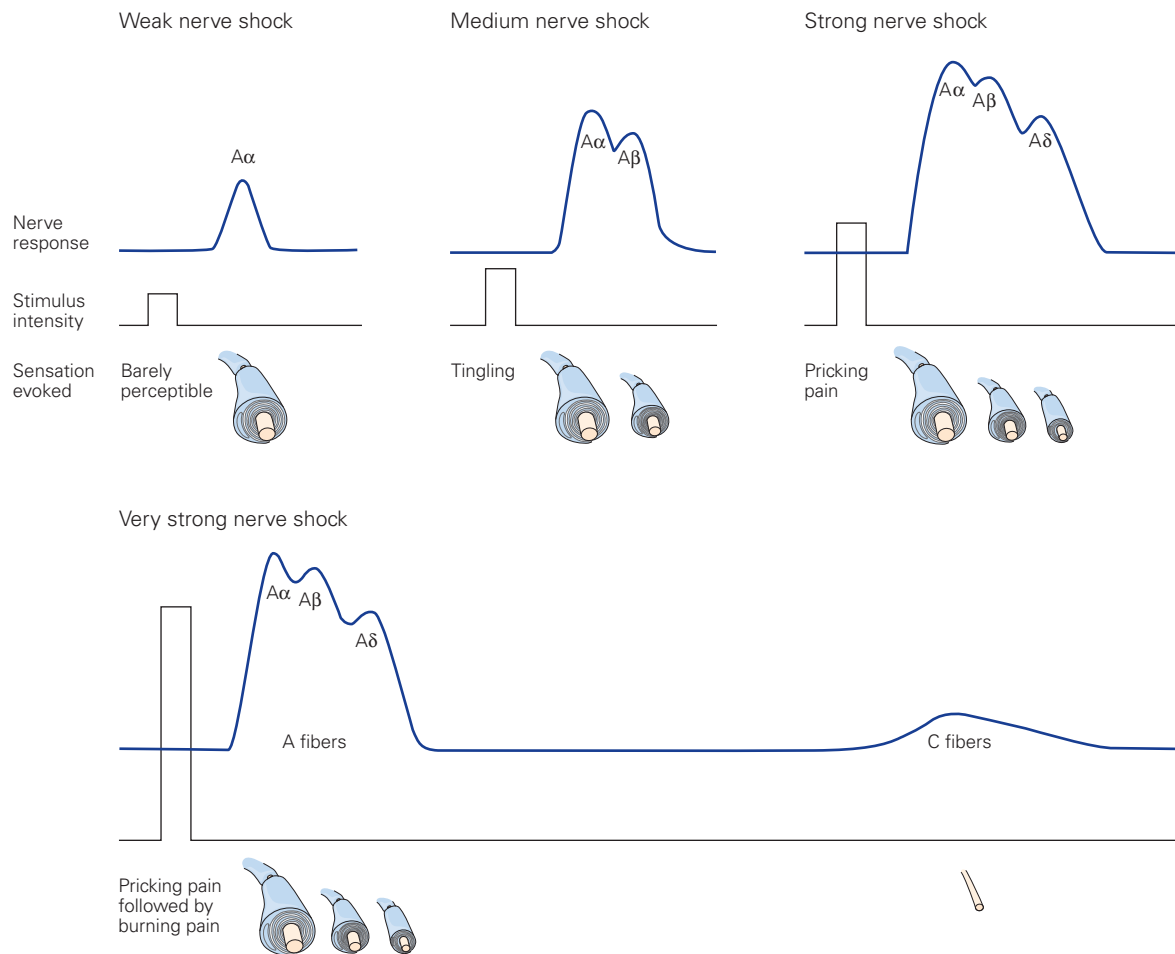 Weak nerve shock
Medium nerve shock
Strong nerve shock
Aα
Aα
Aβ
Aα
Aβ
Aδ
Nerve
response
Stimulus
intensity
Sensation
evoked
Barely
perceptible
Tingling
Pricking
pain
Very strong nerve shock
Aα
Aβ
Aδ
A fibers
C fibers
Pricking pain
followed by
burning pain